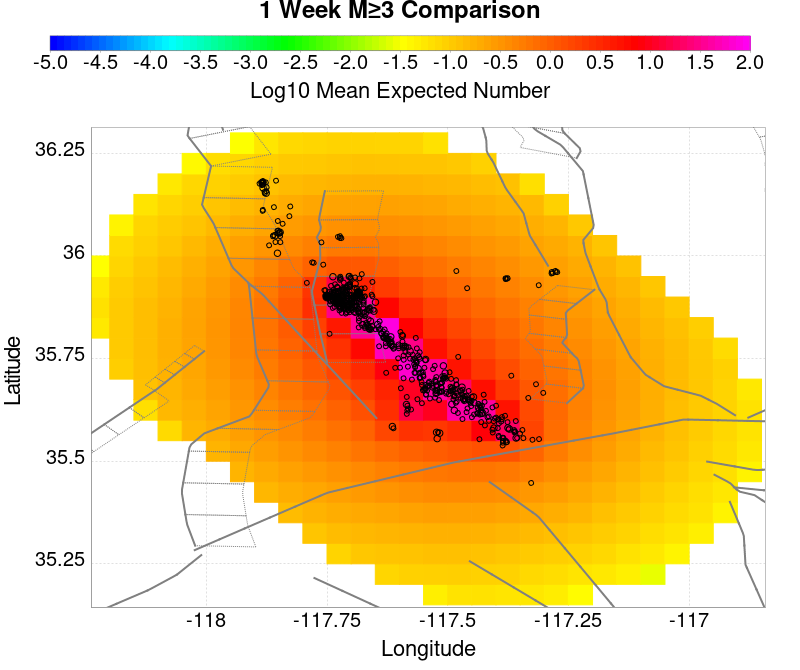 1 Week M≥3 Comparison
-5.0 -4.5 -4.0 -3.5 -3.0 -2.5 -2.0 -1.5 -1.0 -0.5 0.0 0.5 1.0 1.5 2.0
Log10 Mean Expected Number
36.25
36
35.75
35.5
35.25
Latitude
-118 -117.75 -117.5 -117.25 -117
Longitude